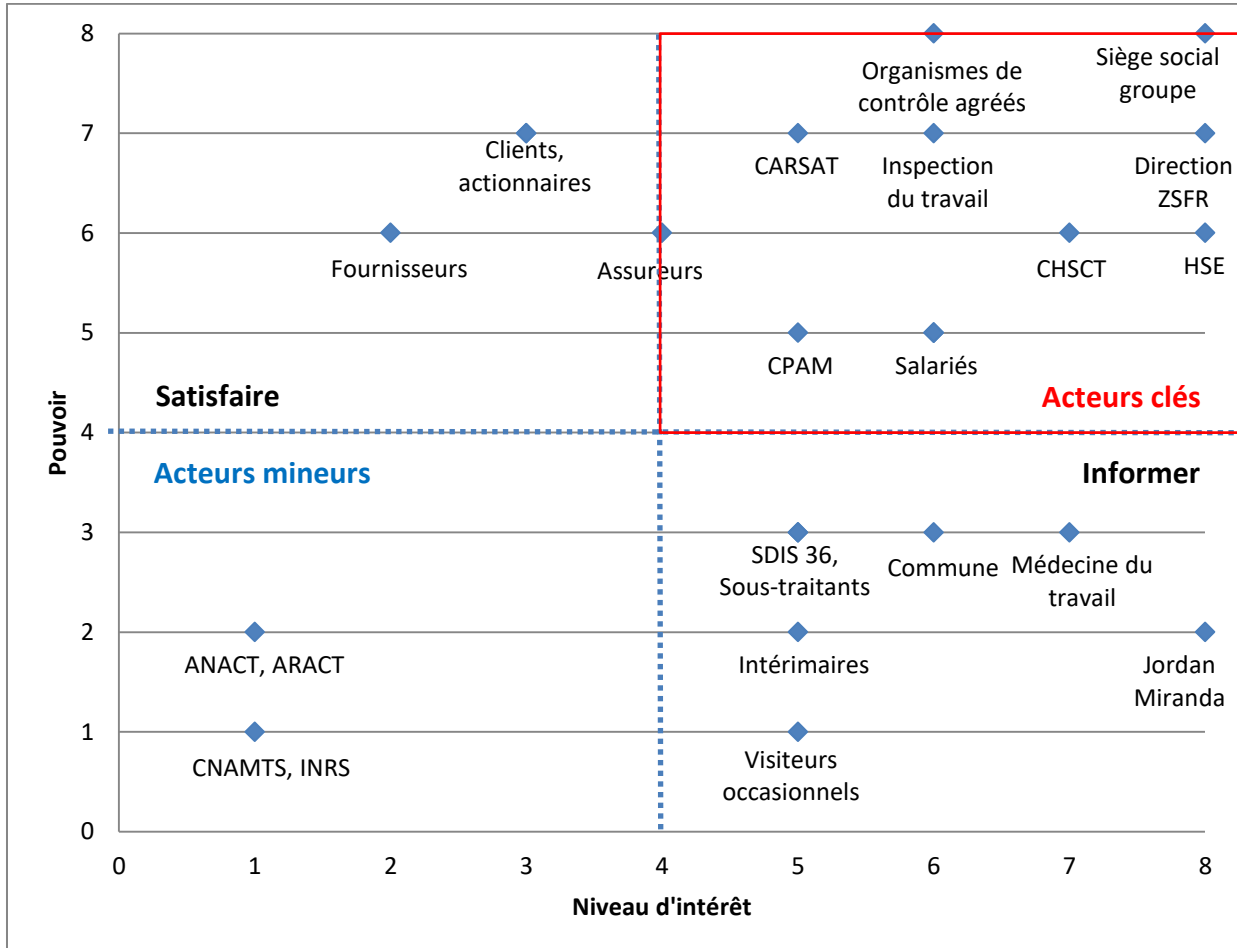 8
Organismes de
contrôle agréés
Siège social
groupe
7
Clients,
actionnaires
CARSAT
Inspection
du travail
Direction
ZSFR
6
Fournisseurs
Assureurs
CHSCT
HSE
5
CPAM
Salariés
Satisfaire
Acteurs clés
4
Pouvoir
Acteurs mineurs
Informer
3
SDIS 36,
Sous-traitants
Commune
Médecine du
travail
2
ANACT, ARACT
Intérimaires
Jordan
Miranda
1
CNAMTS, INRS
Visiteurs
occasionnels
0
0 1 2 3 4 5 6 7 8
Niveau d'intérêt